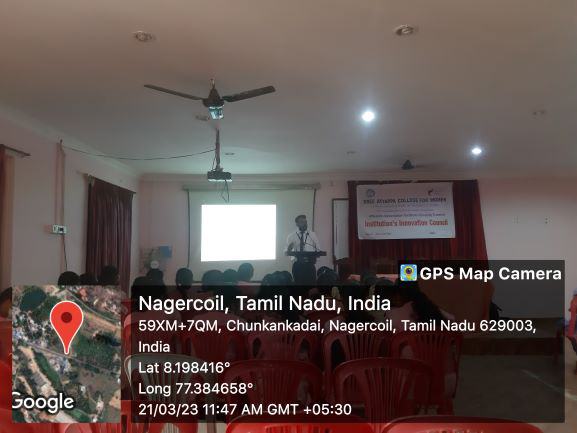 SREE AYYAPPA COLLEGE FOR WOMEN
Institution's Innovation Council
GPS Map Camera
Nagercoil, Tamil Nadu, India
59XM+7QM, Chunkankadai, Nagercoil, Tamil Nadu 629003,
India
Lat 8.198416°
Long 77.384658°
21/03/23 11:47 AM GMT +05:30
Google